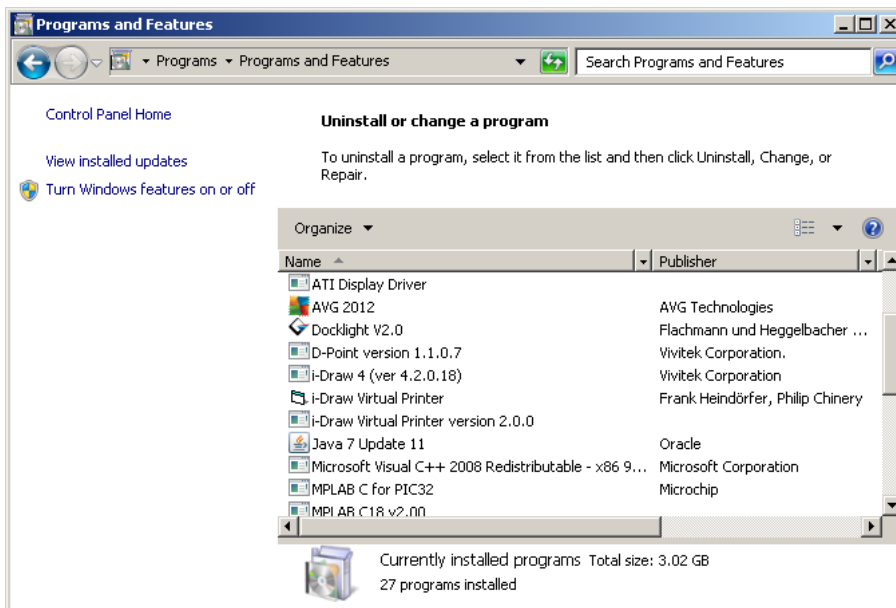 Programs and Features
Programs Programs and Features Search Programs and Features
Control Panel Home
View installed updates
Turn Windows features on or off
Uninstall or change a program
To uninstall a program, select it from the list and then click Uninstall, Change, or
Repair.
Organize
Name Publisher
ATI Display Driver
AVG 2012 AVG Technologies
Docklight V2.0 Flachmann und Heggelbacher ...
D-Point version 1.1.0.7 Vivitek Corporation.
i-Draw 4 (ver 4.2.0.18) Vivitek Corporation
i-Draw Virtual Printer Frank Heindörfer, Philip Chinery
i-Draw Virtual Printer version 2.0.0
Java 7 Update 11 Oracle
Microsoft Visual C++ 2008 Redistributable - x86 9... Microsoft Corporation
MPLAB C for PIC32 Microchip
MPLAB C18 v2.00
Currently installed programs Total size: 3.02 GB
27 programs installed